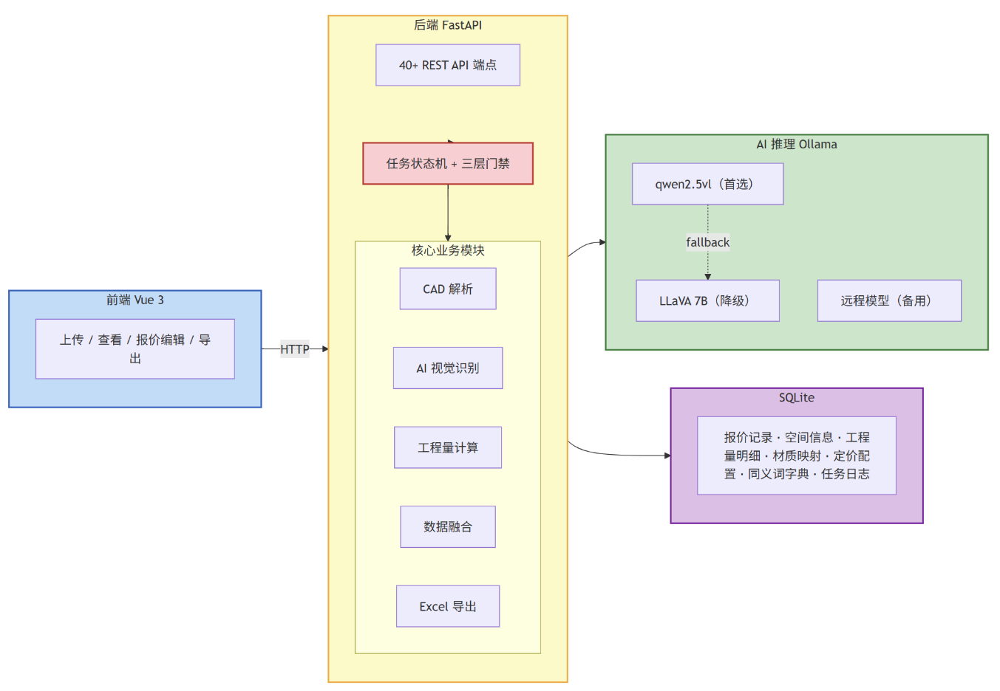 前端 Vue 3
上传 / 查看 / 报价编辑 / 导
出
HTTP
后端 FastAPI
40+ REST API 端点
任务状态机 + 三层门禁
核心业务模块
CAD 解析
AI 视觉识别
工程量计算
数据融合
Excel 导出
AI 推理 Ollama
qwen2.5vl（首选）
fallback
LLaVA 7B（降级）
远程模型（备用）
SQLite
报价记录 · 空间信息 · 工程
量明细 · 材质映射 · 定价配
置 · 同义词字典 · 任务日志